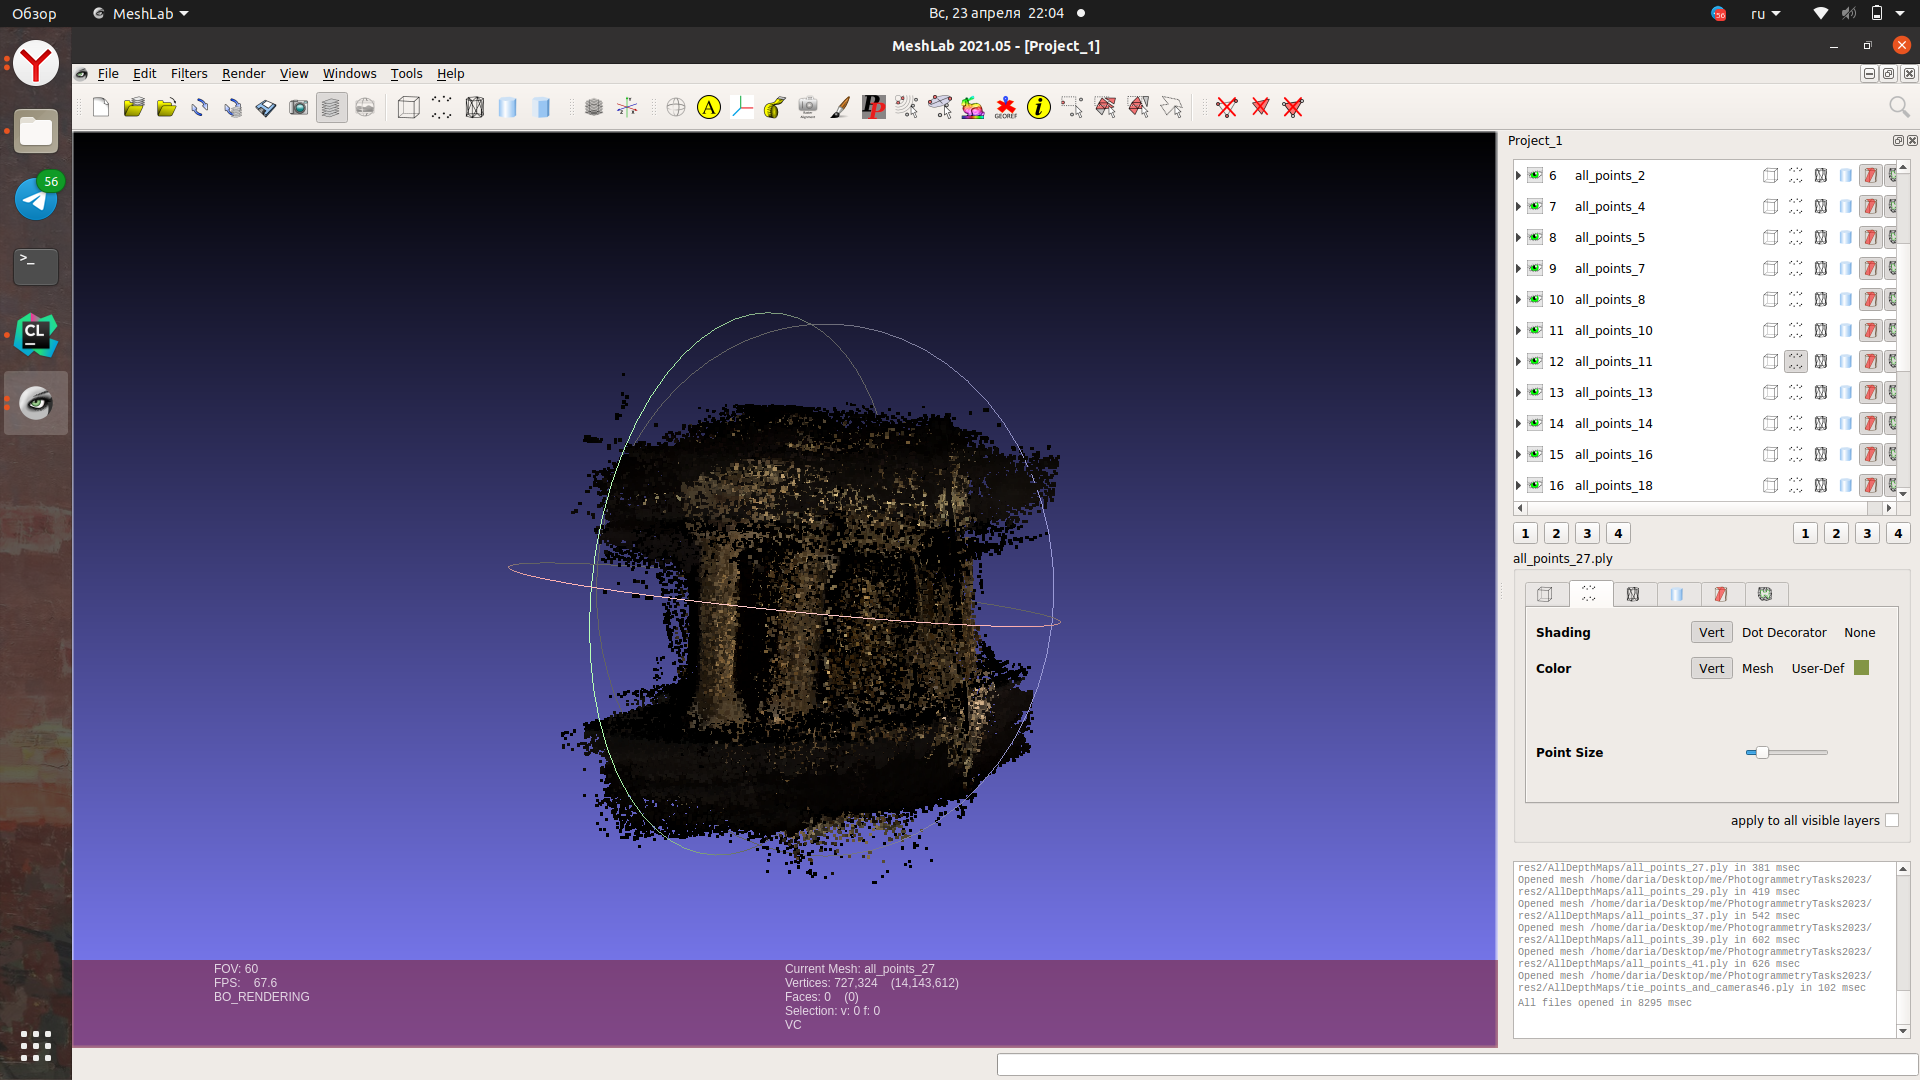 Обзор
MeshLab
Вс, 23 апреля 22:04
56
ru
MeshLab 2021.05 - [Project_1]
File Edit Filters Render View Windows Tools Help
A
PP
GEOREF
i
56
>_
CL
Project_1
6 all_points_2
7 all_points_4
8 all_points_5
9 all_points_7
10 all_points_8
11 all_points_10
12 all_points_11
13 all_points_13
14 all_points_14
15 all_points_16
16 all_points_18
1 2 3 4 1 2 3 4
all_points_27.ply
Shading Vert Dot Decorator None
Color Vert Mesh User-Def
Point Size
apply to all visible layers
res2/AllDepthMaps/all_points_27.ply in 381 msec
Opened mesh /home/daria/Desktop/me/PhotogrammetryTasks2023/
res2/AllDepthMaps/all_points_29.ply in 419 msec
Opened mesh /home/daria/Desktop/me/PhotogrammetryTasks2023/
res2/AllDepthMaps/all_points_37.ply in 542 msec
Opened mesh /home/daria/Desktop/me/PhotogrammetryTasks2023/
res2/AllDepthMaps/all_points_39.ply in 602 msec
Opened mesh /home/daria/Desktop/me/PhotogrammetryTasks2023/
res2/AllDepthMaps/all_points_41.ply in 626 msec
Opened mesh /home/daria/Desktop/me/PhotogrammetryTasks2023/
res2/AllDepthMaps/tie_points_and_cameras46.ply in 102 msec
All files opened in 8295 msec
FOV: 60
FPS: 67.6
BO_RENDERING
Current Mesh: all_points_27
Vertices: 727,324 (14,143,612)
Faces: 0 (0)
Selection: v: 0 f: 0
VC